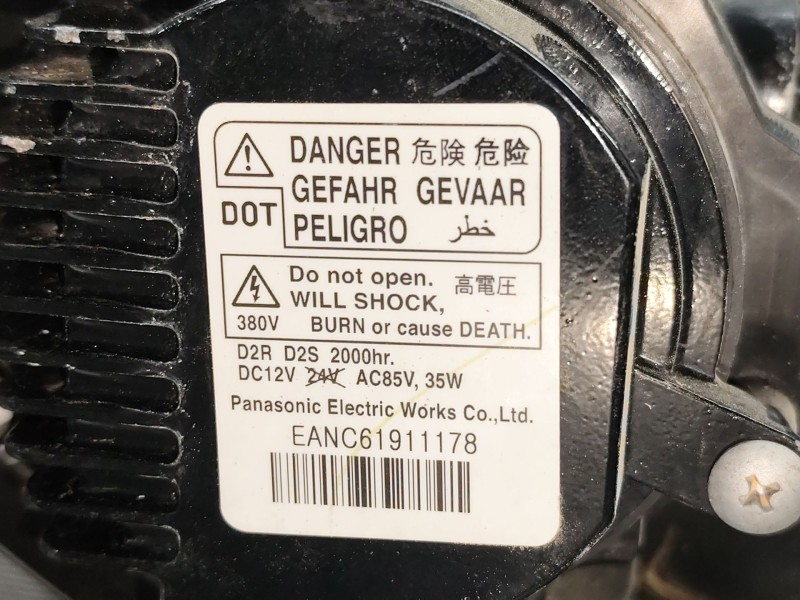 DANGER 危険 危险
GEFAHR GEVAAR
DOT PELIGRO خطر
Do not open. 高電圧
WILL SHOCK,
380V BURN or cause DEATH.
D2R D2S 2000hr.
DC12V 24V AC85V, 35W
Panasonic Electric Works Co.,Ltd.
EANC61911178